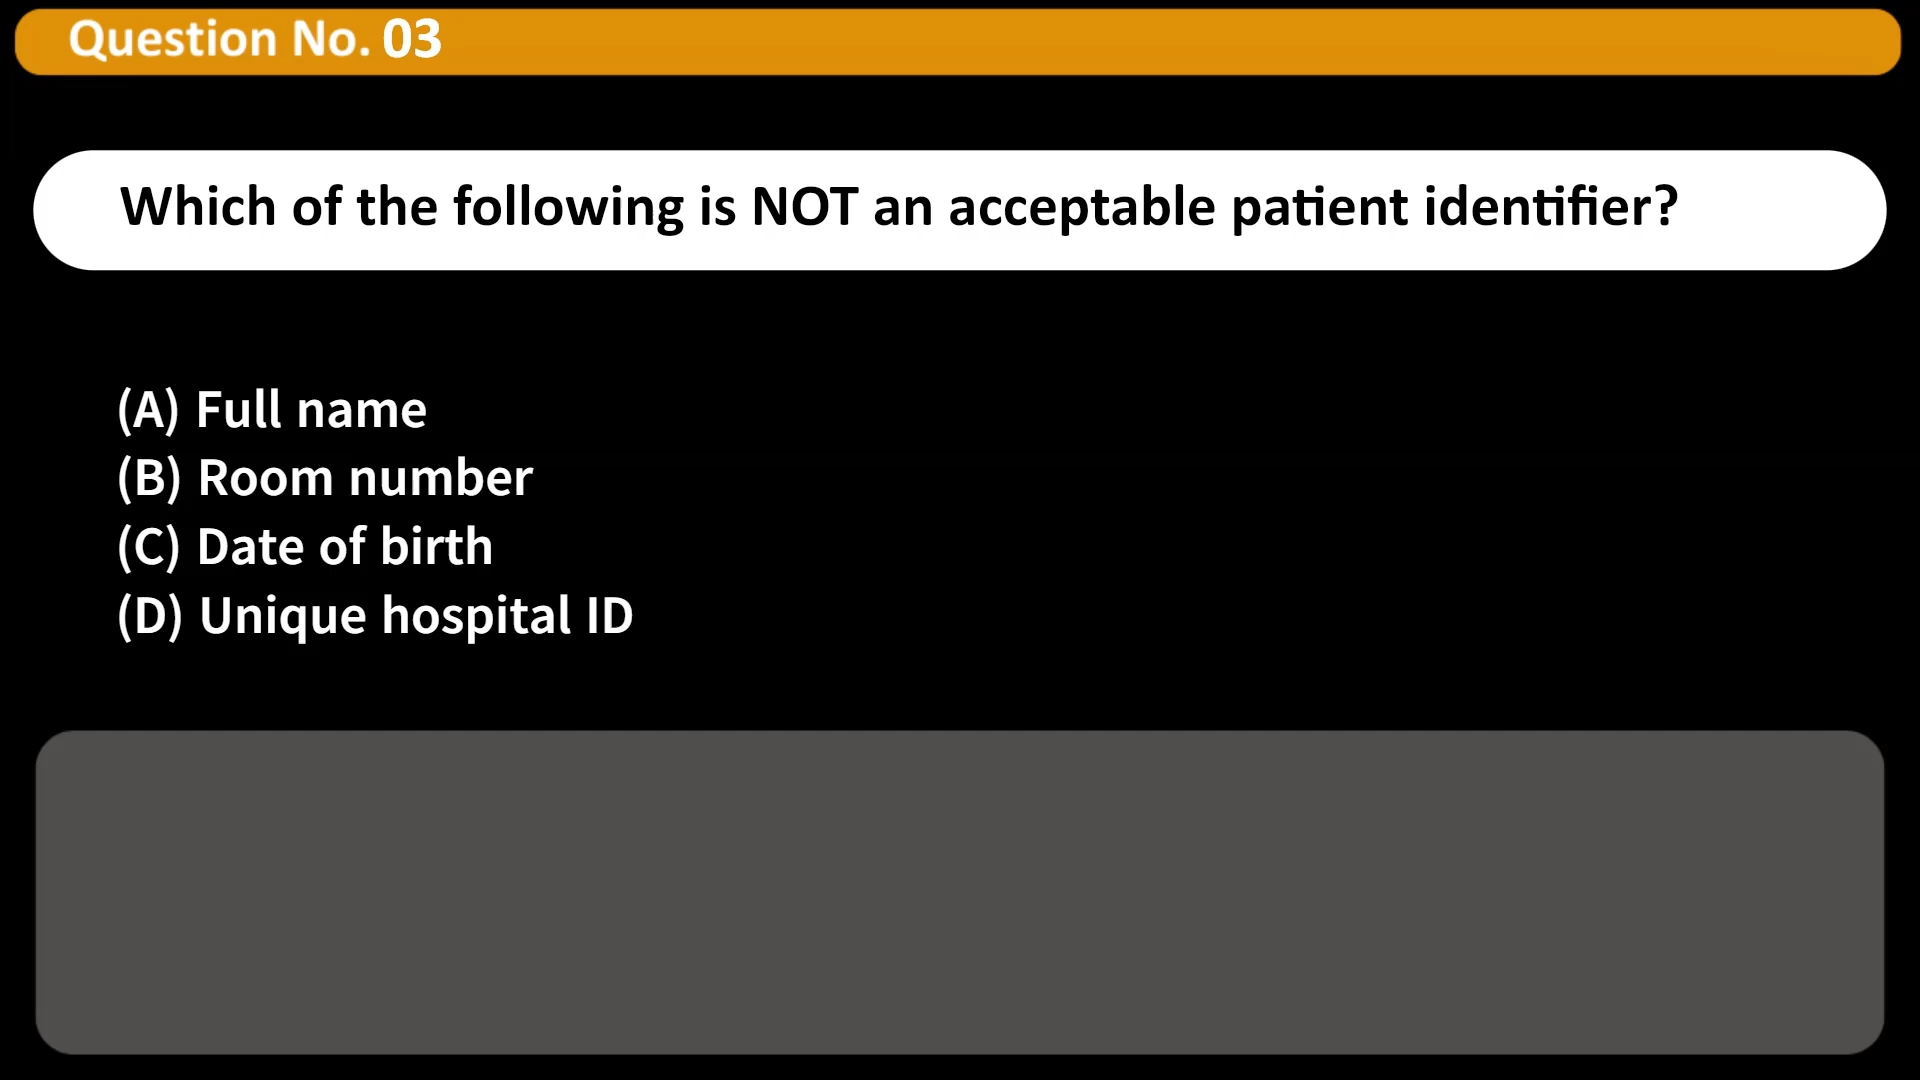 Question No. 03
Which of the following is NOT an acceptable patient identifier?
(A) Full name
(B) Room number
(C) Date of birth
(D) Unique hospital ID